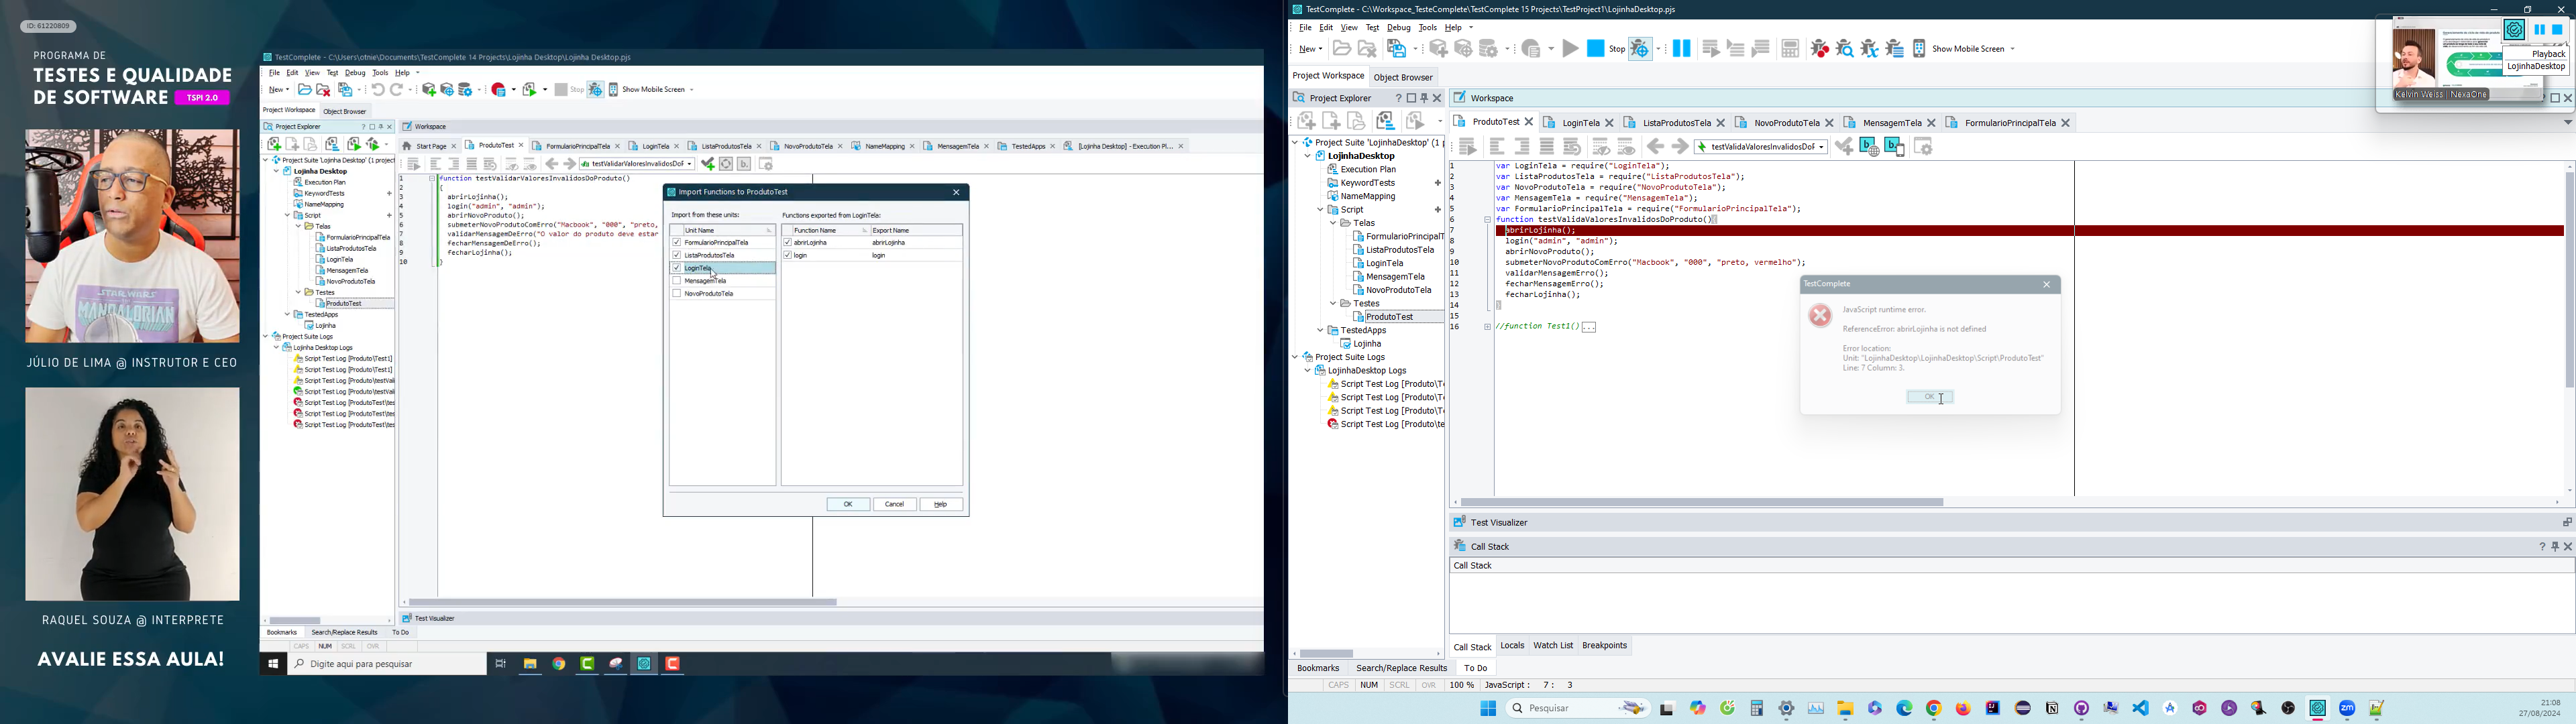 ID: 61220809
PROGRAMA DE
TESTES E QUALIDADE
DE SOFTWARE TSPI 2.0
JÚLIO DE LIMA @ INSTRUTOR E CEO
RAQUEL SOUZA @ INTERPRETE
AVALIE ESSA AULA!
TestComplete - C:\Users\otnie\Documents\TestComplete 14 Projects\Lojinha Desktop\Lojinha Desktop.pjs
File Edit View Test Debug Tools Help
New Stop Show Mobile Screen
Project Workspace Object Browser
Project Explorer
Workspace
Start Page ProdutoTest FormularioPrincipalTela LoginTela ListaProdutosTela NovoProdutoTela NameMapping MensagemTela TestedApps [Lojinha Desktop] - Execution Pl...
testValidarValoresInvalidosDoF
Project Suite 'Lojinha Desktop' (1 project
Lojinha Desktop
Execution Plan
KeywordTests
NameMapping
Script
Telas
FormularioPrincipalTela
ListaProdutosTela
LoginTela
MensagemTela
NovoProdutoTela
Testes
ProdutoTest
TestedApps
Lojinha
Project Suite Logs
Lojinha Desktop Logs
Script Test Log [Produto\Test1]
Script Test Log [Produto\Test1]
Script Test Log [Produto\testVali
Script Test Log [Produto\testVali
Script Test Log [ProdutoTest\tes
Script Test Log [ProdutoTest\tes
Script Test Log [ProdutoTest\tes
1 function testValidarValoresInvalidosDoProduto()
2 {
3 abrirLojinha();
4 login("admin", "admin");
5 abrirNovoProduto();
6 submeterNovoProdutoComErro("Macbook", "000", "preto,
7 validarMensagemDeErro("O valor do produto deve estar
8 fecharMensagemDeErro();
9 fecharLojinha();
10 }
Import Functions to ProdutoTest
Import from these units: Functions exported from LoginTela:
Unit Name Function Name Export Name
FormularioPrincipalTela abrirLojinha abrirLojinha
ListaProdutosTela login login
LoginTela
MensagemTela
NovoProdutoTela
OK Cancel Help
Test Visualizer
Bookmarks Search/Replace Results To Do
CAPS NUM SCRL OVR
Digite aqui para pesquisar
TestComplete - C:\Workspace_TesteComplete\TestComplete 15 Projects\TestProject1\LojinhaDesktop.pjs
File Edit View Test Debug Tools Help
New Stop Show Mobile Screen
Playback
LojinhaDesktop
Kelvin Weiss | NexaOne
Project Workspace Object Browser
Project Explorer
Workspace
ProdutoTest LoginTela ListaProdutosTela NovoProdutoTela MensagemTela FormularioPrincipalTela
testValidaValoresInvalidosDoF
Project Suite 'LojinhaDesktop' (1
LojinhaDesktop
Execution Plan
KeywordTests
NameMapping
Script
Telas
FormularioPrincipalT
ListaProdutosTela
LoginTela
MensagemTela
NovoProdutoTela
Testes
ProdutoTest
TestedApps
Lojinha
Project Suite Logs
LojinhaDesktop Logs
Script Test Log [Produto\T
Script Test Log [Produto\T
Script Test Log [Produto\T
Script Test Log [Produto\te
1 var LoginTela = require("LoginTela");
2 var ListaProdutosTela = require("ListaProdutosTela");
3 var NovoProdutoTela = require("NovoProdutoTela");
4 var MensagemTela = require("MensagemTela");
5 var FormularioPrincipalTela = require("FormularioPrincipalTela");
6 function testValidaValoresInvalidosDoProduto(){
7 abrirLojinha();
8 login("admin", "admin");
9 abrirNovoProduto();
10 submeterNovoProdutoComErro("Macbook", "000", "preto, vermelho");
11 validarMensagemErro();
12 fecharMensagemErro();
13 fecharLojinha();
14 }
15
16 //function Test1() ...
TestComplete
JavaScript runtime error.
ReferenceError: abrirLojinha is not defined
Error location:
Unit: "LojinhaDesktop\LojinhaDesktop\Script\ProdutoTest"
Line: 7 Column: 3.
OK
Test Visualizer
Call Stack
Call Stack
Call Stack Locals Watch List Breakpoints
Bookmarks Search/Replace Results To Do
CAPS NUM SCRL OVR 100 % JavaScript : 7 : 3
Pesquisar
21:08
27/08/2024